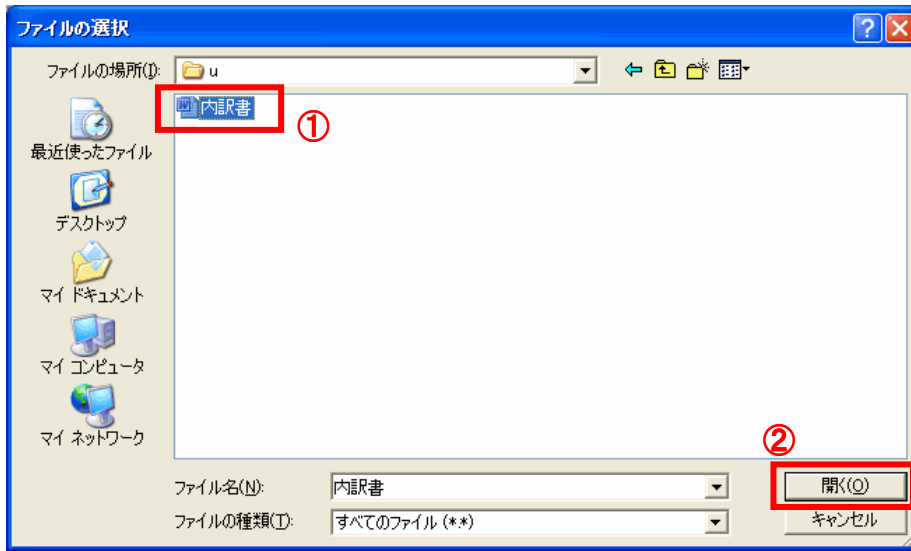 ファイルの選択
ファイルの場所(I):
u
内訳書
①
最近使ったファイル
デスクトップ
マイ ドキュメント
マイ コンピュータ
マイ ネットワーク
②
ファイル名(N):
内訳書
開く(O)
ファイルの種類(T):
すべてのファイル (*.*)
キャンセル